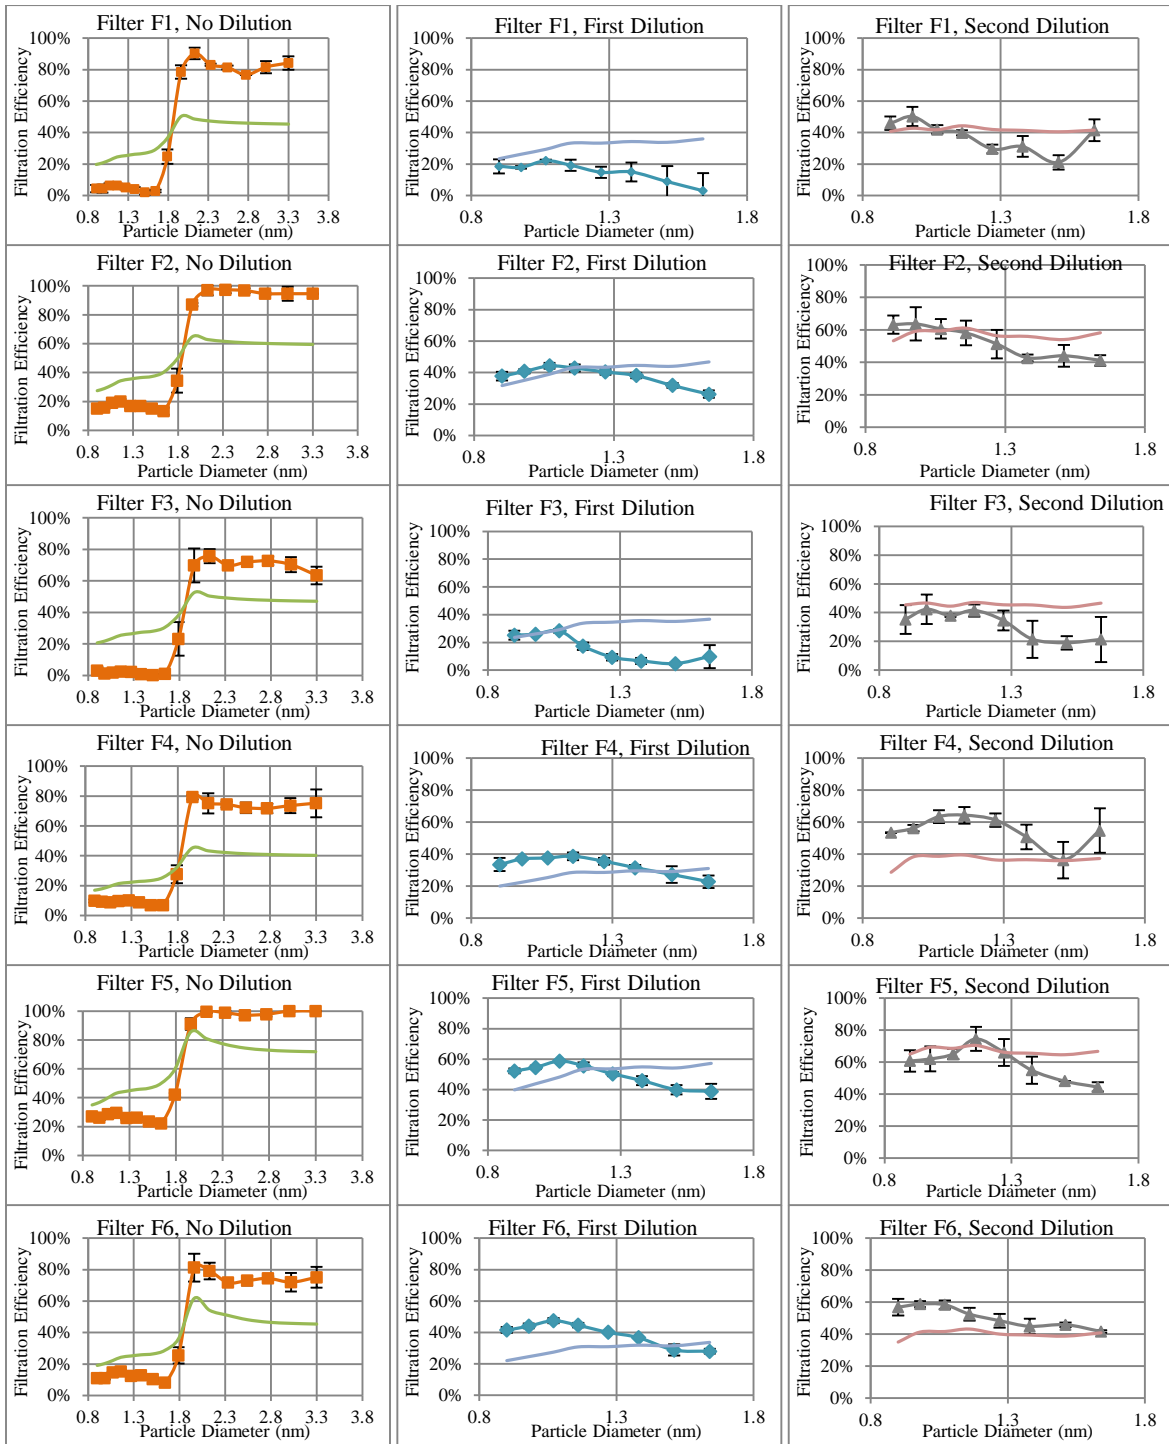 Filter F1, No Dilution
Filtration Efficiency
100%
80%
60%
40%
20%
0%
0.8 1.3 1.8 2.3 2.8 3.3 3.8
Particle Diameter (nm)
Filter F1, First Dilution
Filtration Efficiency
100%
80%
60%
40%
20%
0%
0.8 1.3 1.8
Particle Diameter (nm)
Filter F1, Second Dilution
Filtration Efficiency
100%
80%
60%
40%
20%
0%
0.8 1.3 1.8
Particle Diameter (nm)
Filter F2, No Dilution
Filtration Efficiency
100%
80%
60%
40%
20%
0%
0.8 1.3 1.8 2.3 2.8 3.3 3.8
Particle Diameter (nm)
Filter F2, First Dilution
Filtration Efficiency
100%
80%
60%
40%
20%
0%
0.8 1.3 1.8
Particle Diameter (nm)
Filter F2, Second Dilution
Filtartion Efficiency
100%
80%
60%
40%
20%
0%
0.8 1.3 1.8
Particle Diameter (nm)
Filter F3, No Dilution
Filtration Efficiency
100%
80%
60%
40%
20%
0%
0.8 1.3 1.8 2.3 2.8 3.3 3.8
Particle Diameter (nm)
Filter F3, First Dilution
Filtration Efficiency
100%
80%
60%
40%
20%
0%
0.8 1.3 1.8
Particle Diameter (nm)
Filter F3, Second Dilution
Filtration Efficiency
100%
80%
60%
40%
20%
0%
0.8 1.3 1.8
Particle Diameter (nm)
Filter F4, No Dilution
Filtration Efficiency
100%
80%
60%
40%
20%
0%
0.8 1.3 1.8 2.3 2.8 3.3 3.8
Particle Diameter (nm)
Filter F4, First Dilution
Filtration Efficiency
100%
80%
60%
40%
20%
0%
0.8 1.3 1.8
Particle Diameter (nm)
Filter F4, Second Dilution
Filtration Efficiency
100%
80%
60%
40%
20%
0%
0.8 1.3 1.8
Particle Diameter (nm)
Filter F5, No Dilution
Filtration Efficiency
100%
80%
60%
40%
20%
0%
0.8 1.3 1.8 2.3 2.8 3.3 3.8
Particle Diameter (nm)
Filter F5, First Dilution
Filtration Efficiency
100%
80%
60%
40%
20%
0%
0.8 1.3 1.8
Particle Diameter (nm)
Filter F5, Second Dilution
Filtration Efficiency
100%
80%
60%
40%
20%
0%
0.8 1.3 1.8
Particle Diameter (nm)
Filter F6, No Dilution
Filtration Efficiency
100%
80%
60%
40%
20%
0%
0.8 1.3 1.8 2.3 2.8 3.3 3.8
Particle Diameter (nm)
Filter F6, First Dilution
Filtration Efficiency
100%
80%
60%
40%
20%
0%
0.8 1.3 1.8
Particle Diameter (nm)
Filter F6, Second Dilution
Filtration Efficiency
100%
80%
60%
40%
20%
0%
0.8 1.3 1.8
Particle Diameter (nm)